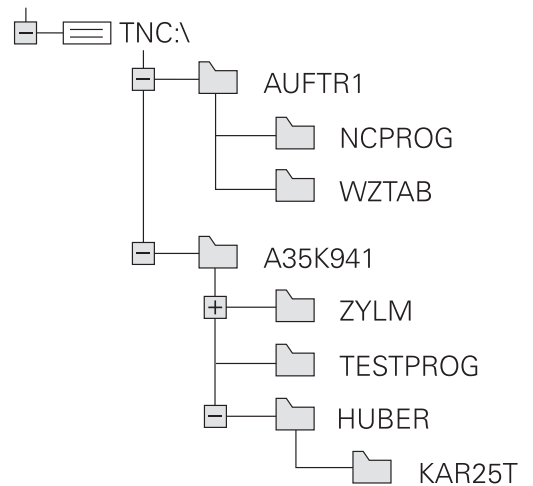 TNC:\
AUFTR1
NCPROG
WZTAB
A35K941
ZYLM
TESTPROG
HUBER
KAR25T